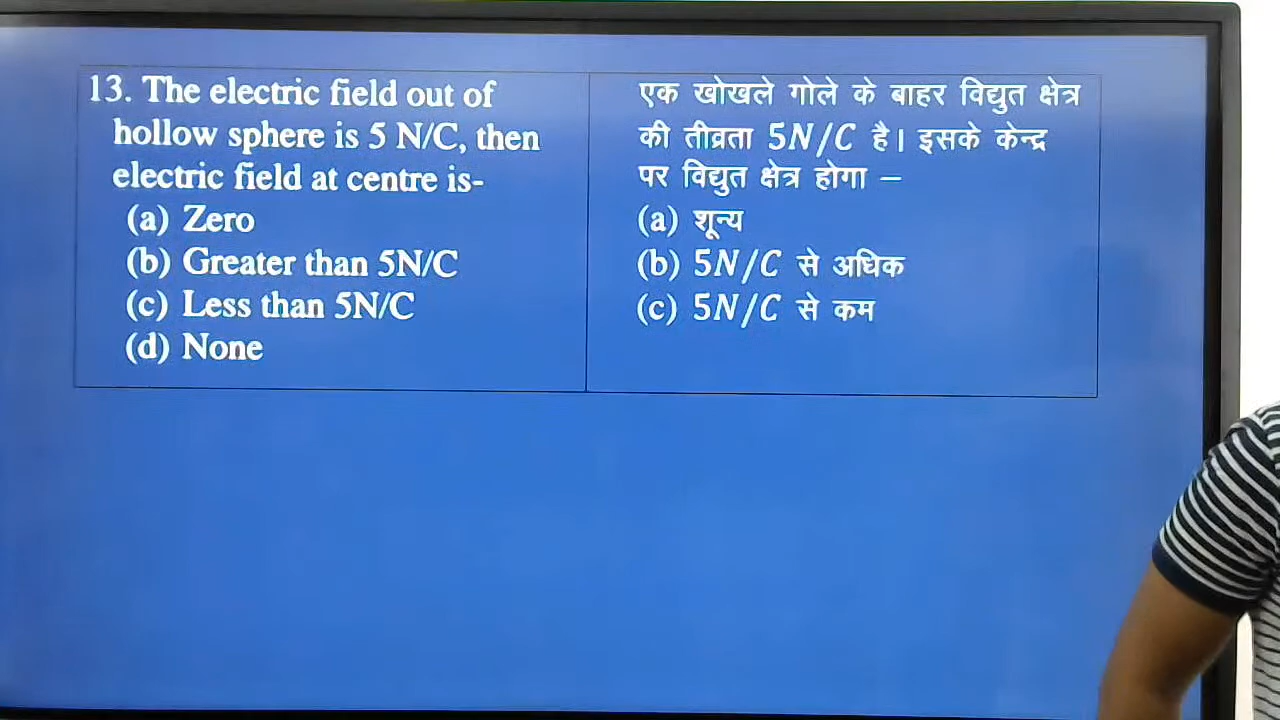 13. The electric field out of
hollow sphere is 5 N/C, then
electric field at centre is-
(a) Zero
(b) Greater than 5N/C
(c) Less than 5N/C
(d) None
एक खोखले गोले के बाहर विद्युत क्षेत्र
की तीव्रता 5N/C है। इसके केन्द्र
पर विद्युत क्षेत्र होगा –
(a) शून्य
(b) 5N/C से अधिक
(c) 5N/C से कम